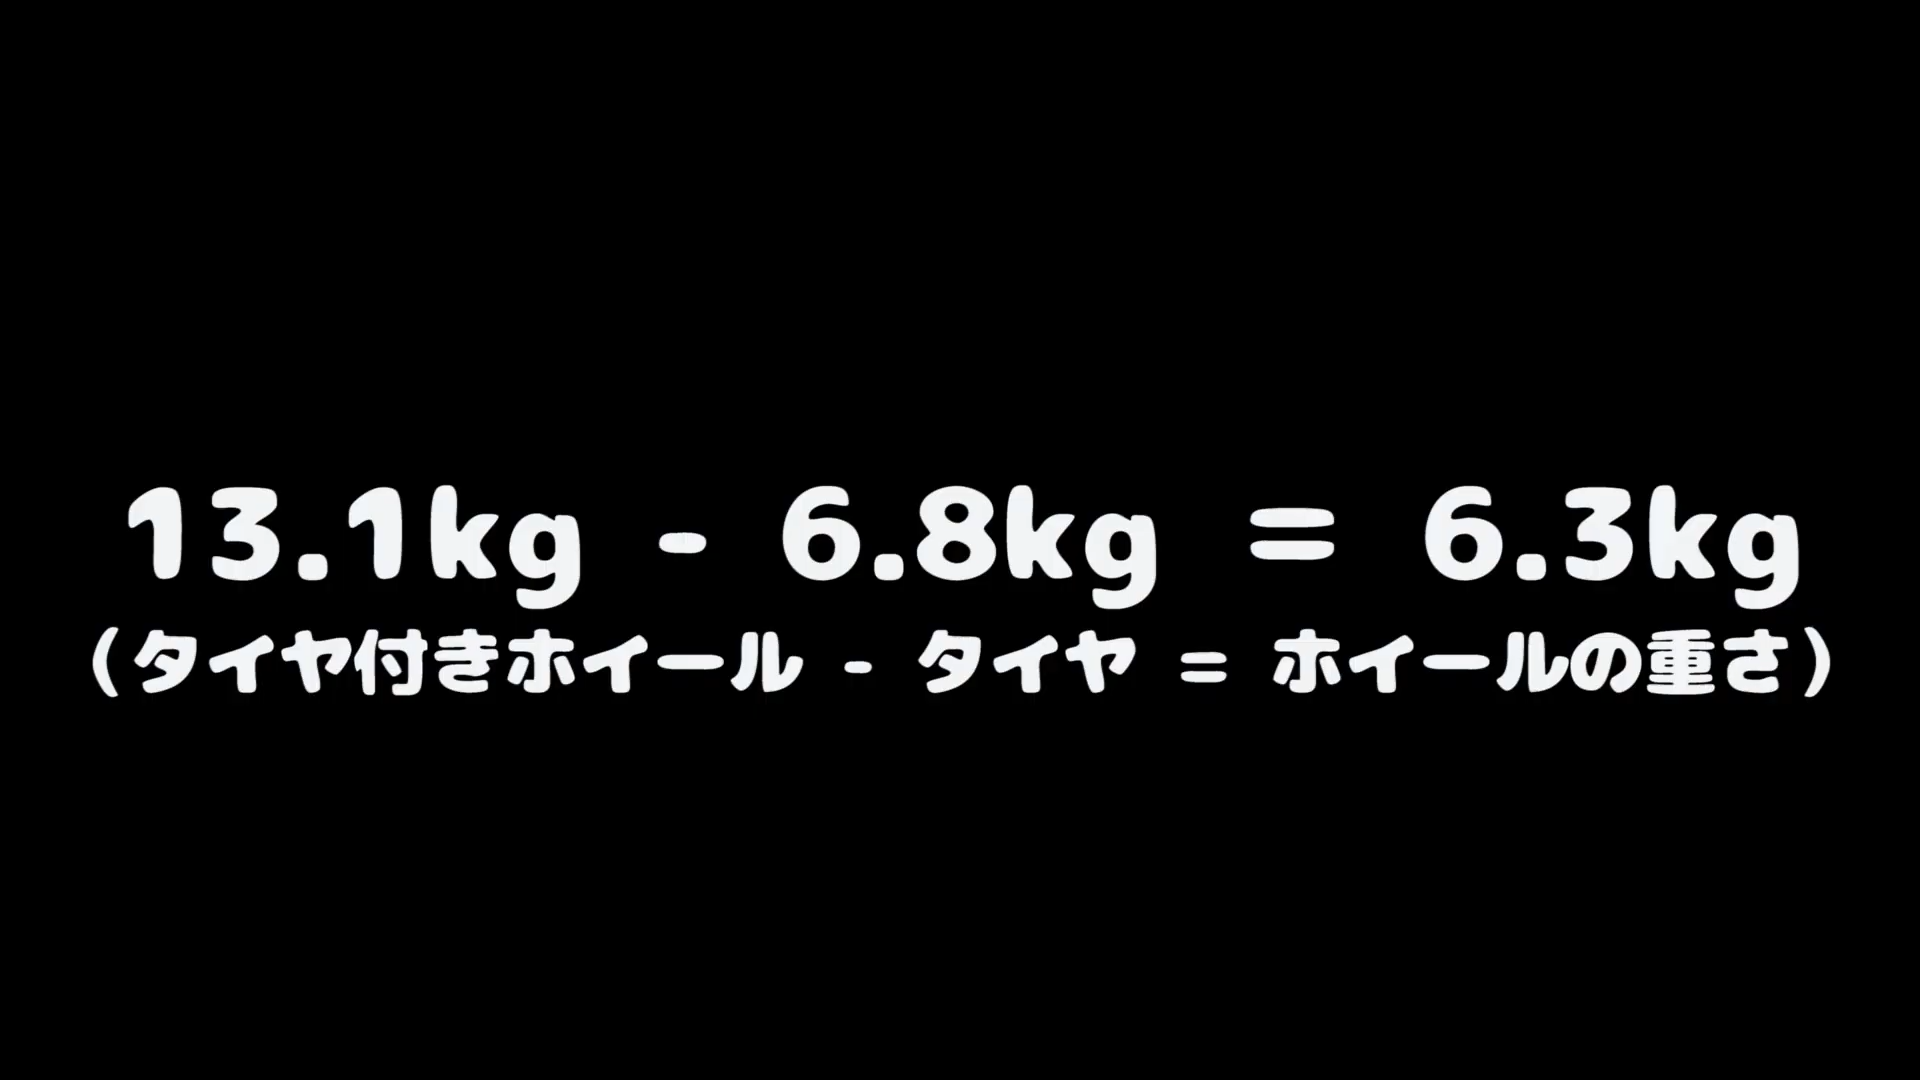 13.1kg - 6.8kg = 6.3kg
(タイヤ付きホイール - タイヤ = ホイールの重さ)